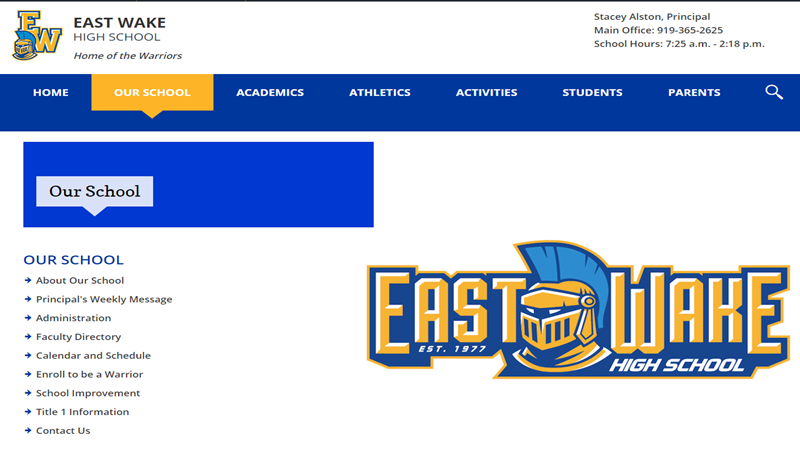 EW
EAST WAKE
HIGH SCHOOL
Home of the Warriors
Stacey Alston, Principal
Main Office: 919-365-2625
School Hours: 7:25 a.m. - 2:18 p.m.
HOME OUR SCHOOL ACADEMICS ATHLETICS ACTIVITIES STUDENTS PARENTS
Our School
OUR SCHOOL
About Our School
Principal's Weekly Message
Administration
Faculty Directory
Calendar and Schedule
Enroll to be a Warrior
School Improvement
Title 1 Information
Contact Us
EAST WAKE
EST. 1977
HIGH SCHOOL